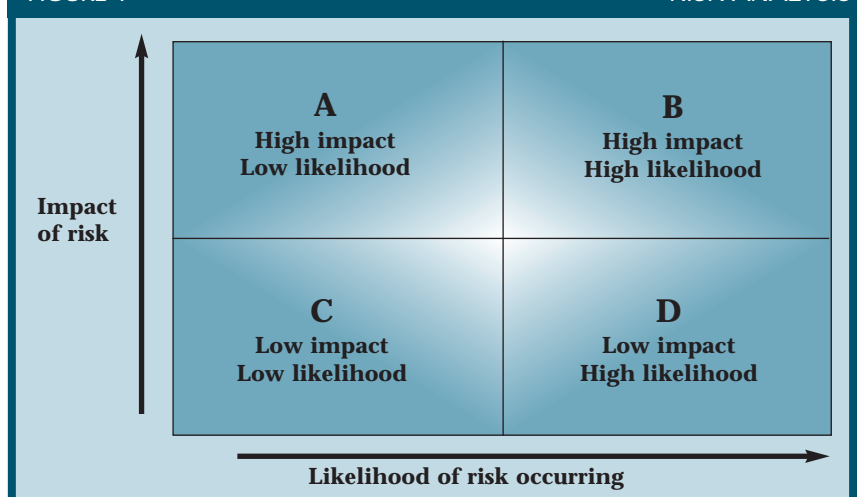 A
High impact
Low likelihood
B
High impact
High likelihood
Impact
of risk
C
Low impact
Low likelihood
D
Low impact
High likelihood
Likelihood of risk occurring